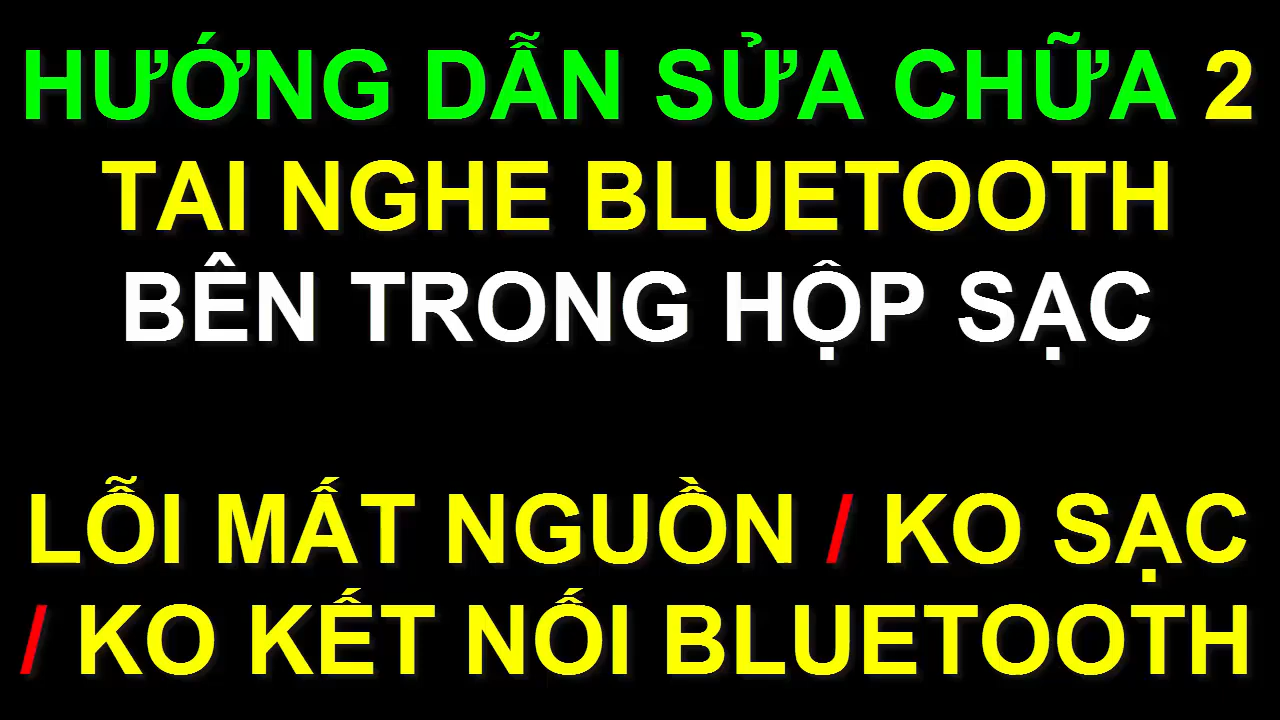 HƯỚNG DẪN SỬA CHỮA 2
TAI NGHE BLUETOOTH
BÊN TRONG HỘP SẠC
LỖI MẤT NGUỒN / KO SẠC
/ KO KẾT NỐI BLUETOOTH